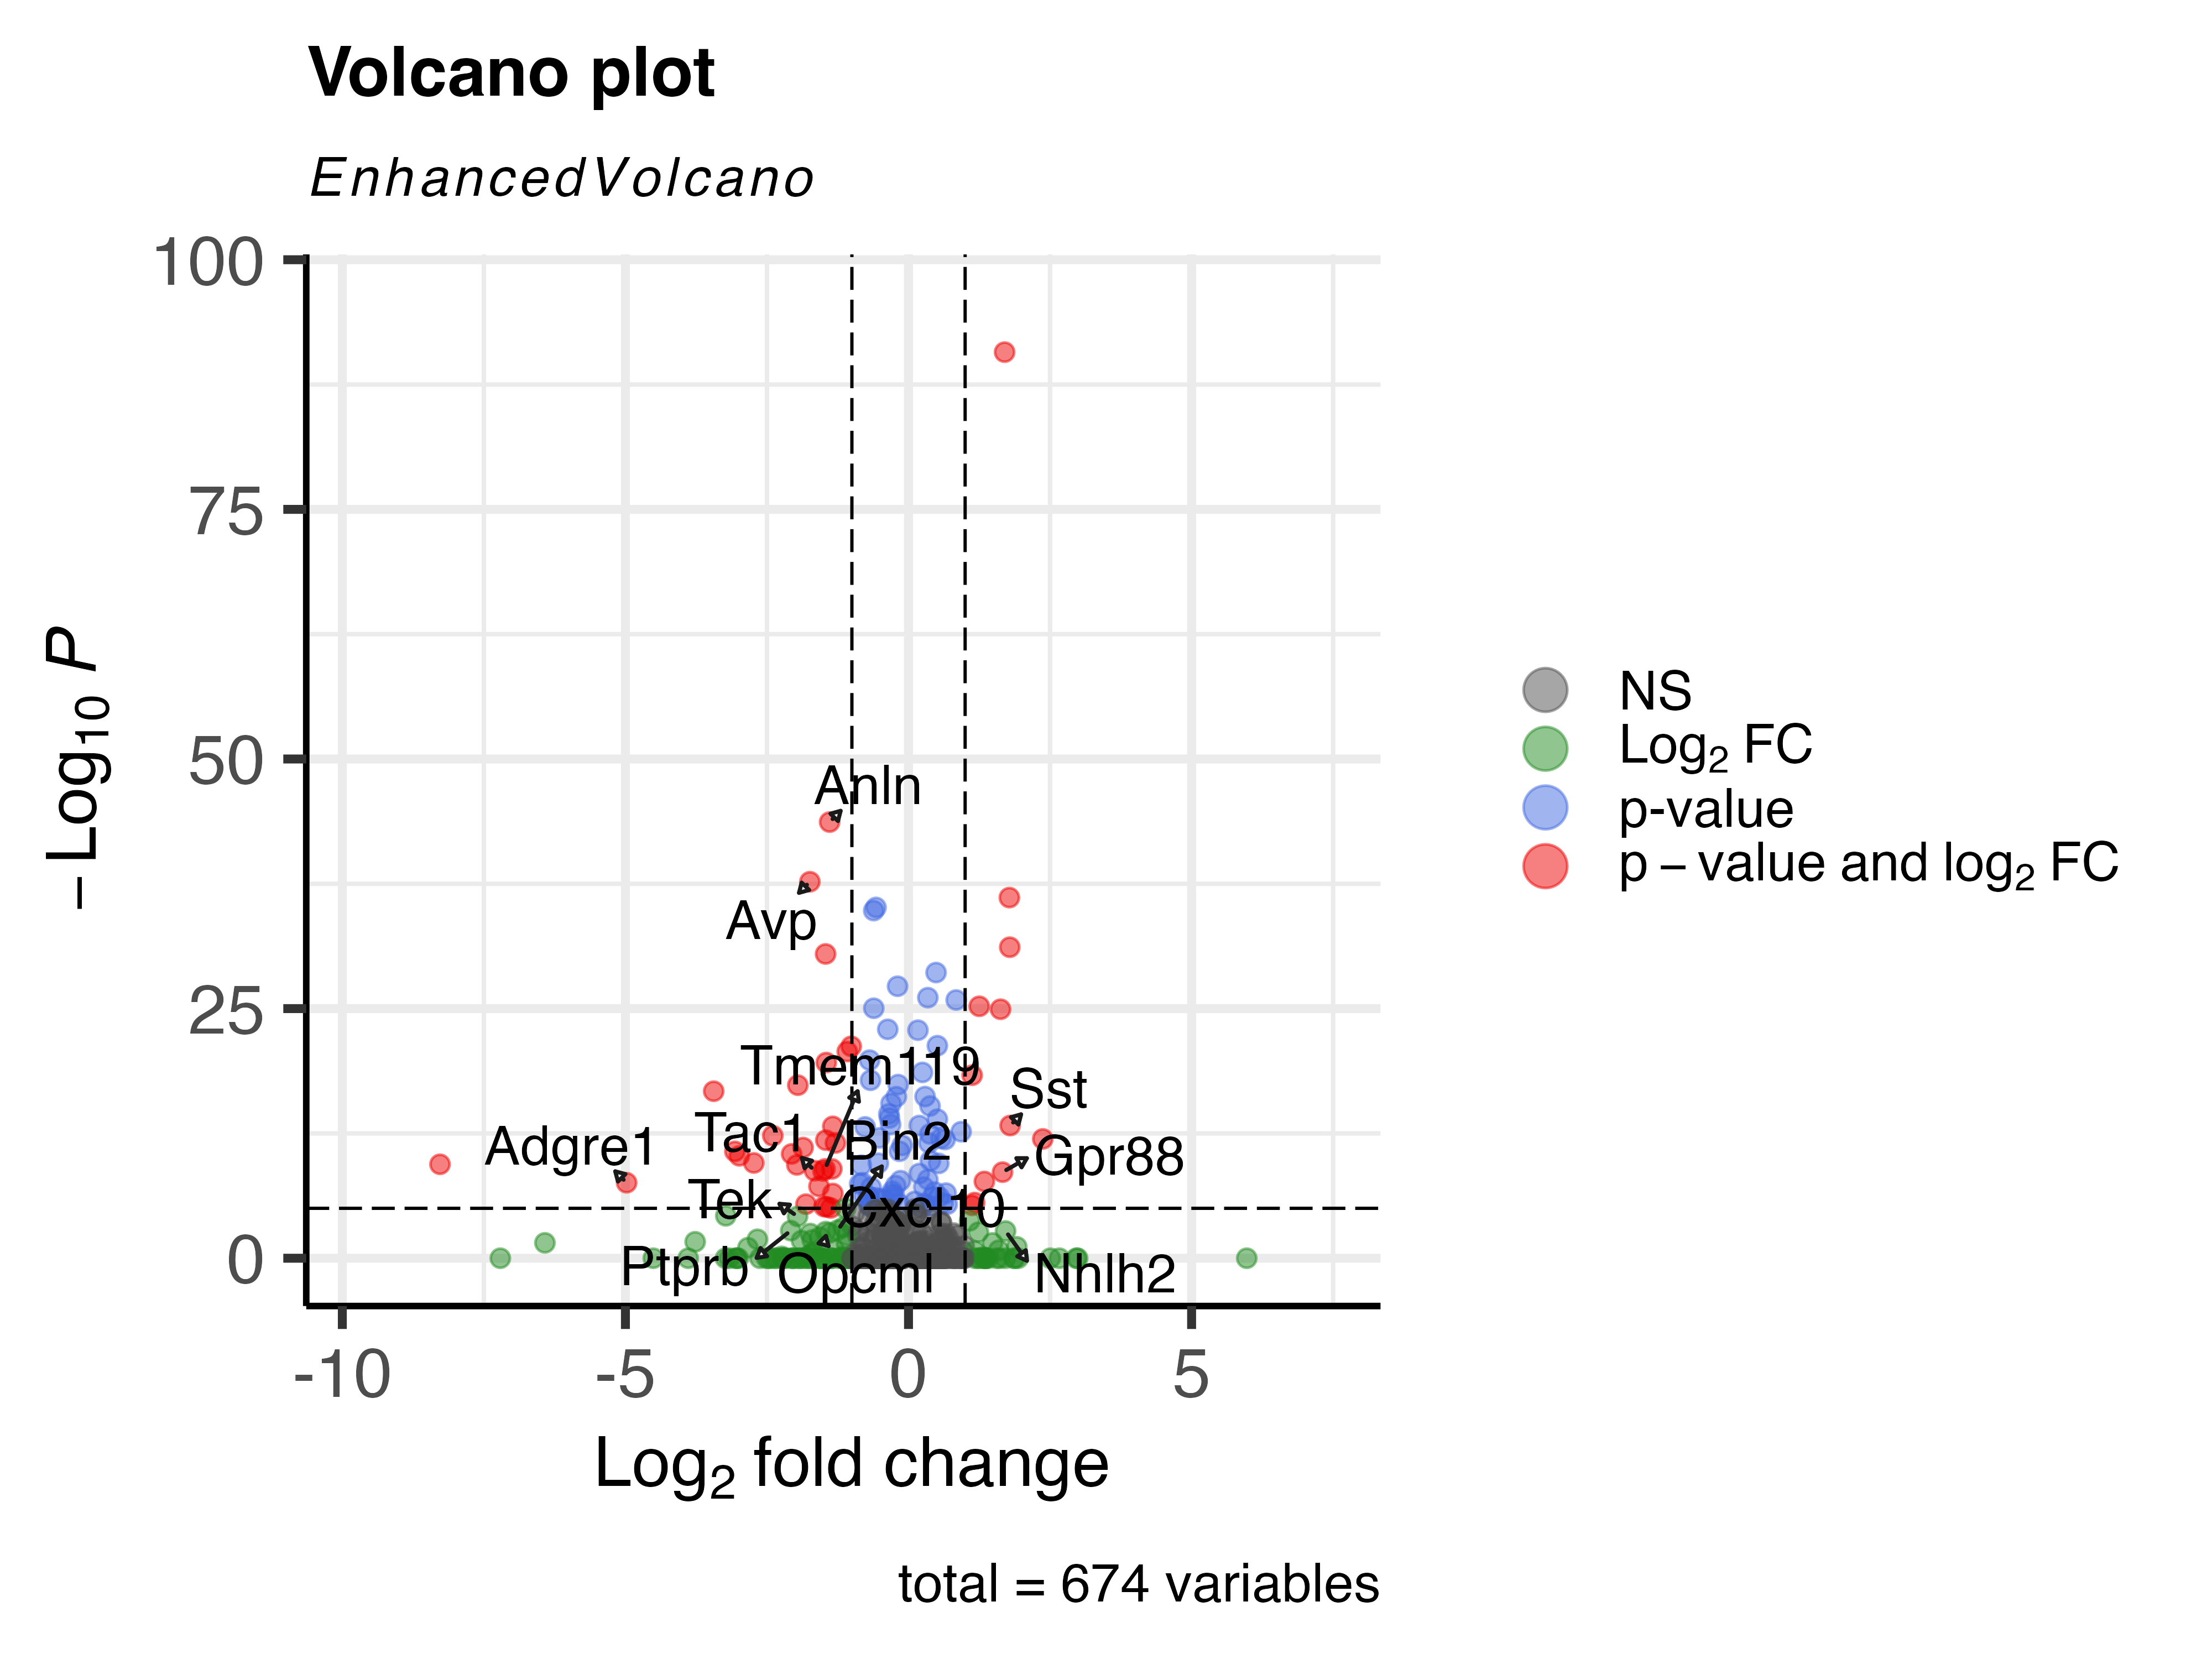 Volcano plot
EnhancedVolcano
100
75
50
25
0
− Log10 P
Anln
Avp
Tmem119
Sst
Tac1
Bin2
Adgre1
Gpr88
Tek
Cxcl10
Ptprb
Opcml
Nhlh2
-10 -5 0 5
Log2 fold change
NS
Log2 FC
p-value
p − value and log2 FC
total = 674 variables